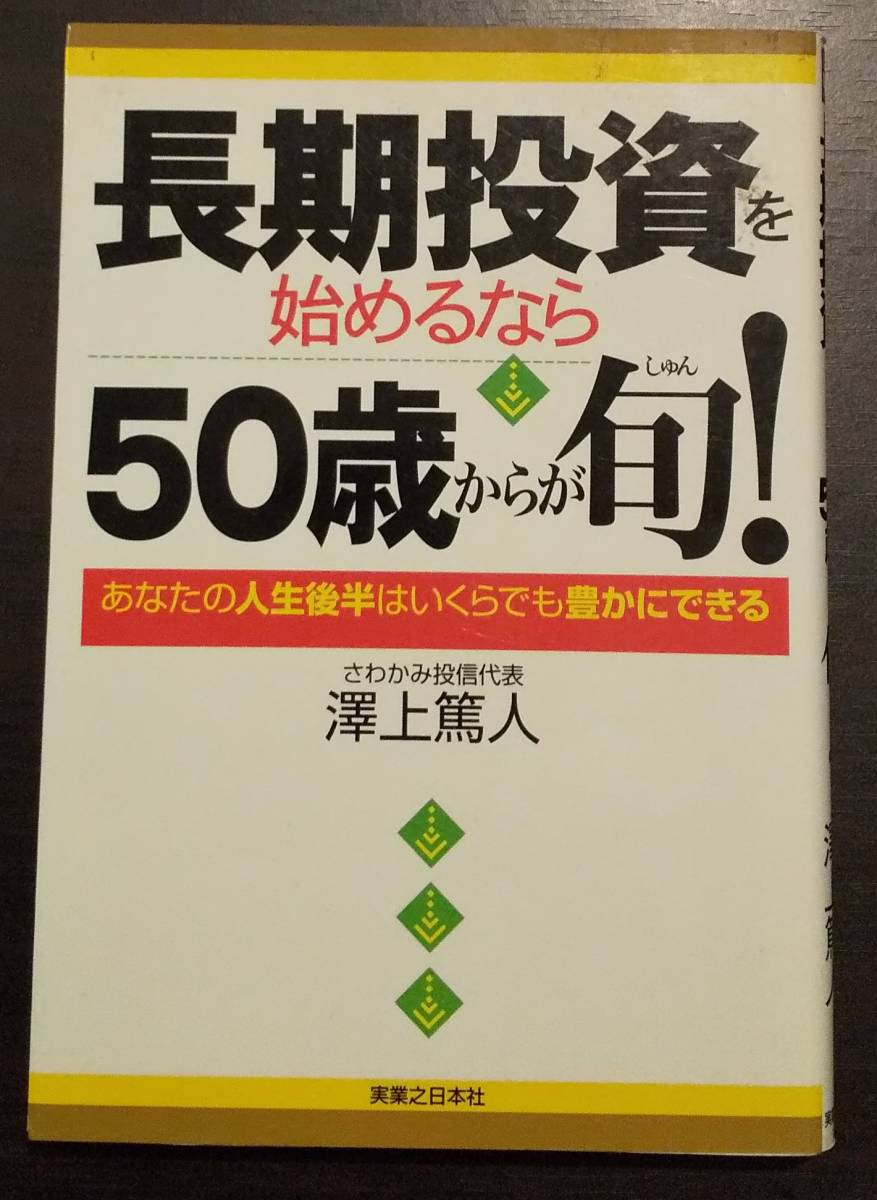 長期投資を
始めるなら
しゅん
50歳からが旬!
あなたの人生後半はいくらでも豊かにできる
さわかみ投信代表
澤上篤人
実業之日本社